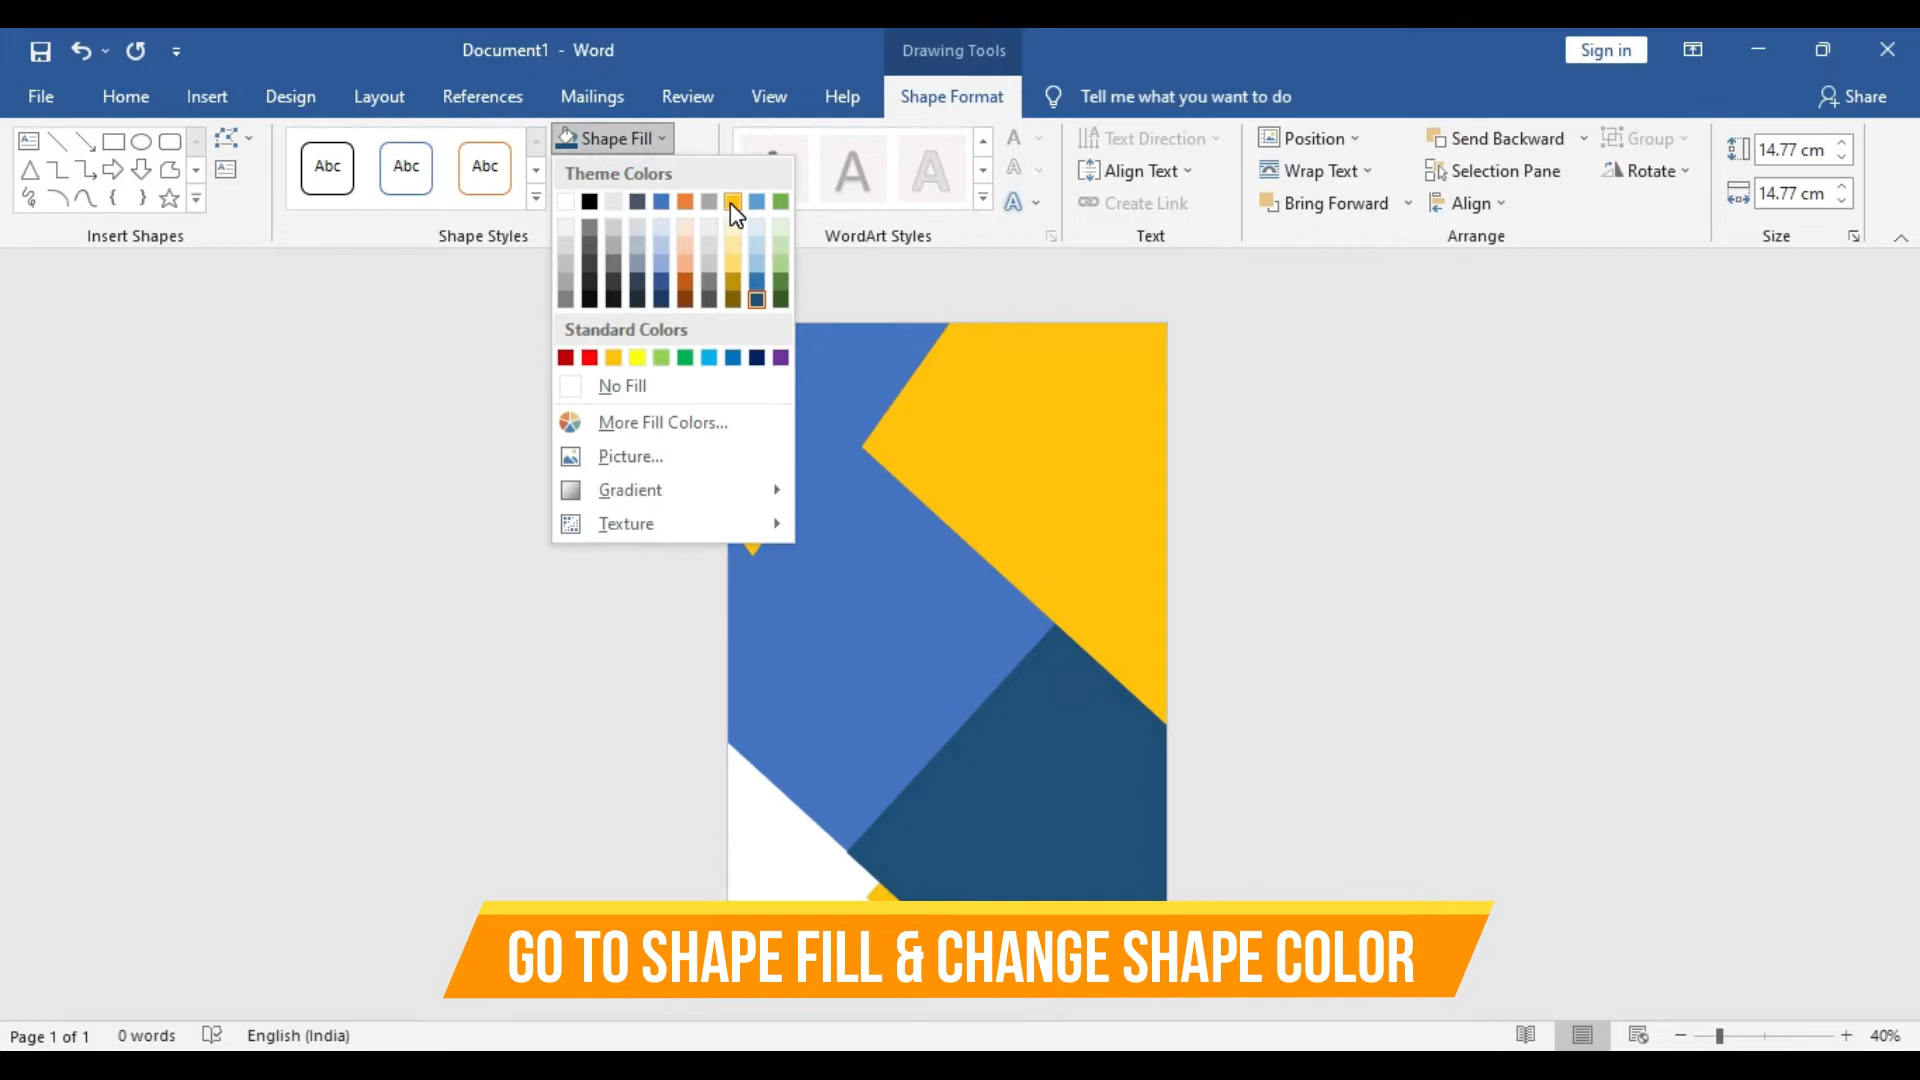 Document1 - Word
Drawing Tools
Sign in
File
Home
Insert
Design
Layout
References
Mailings
Review
View
Help
Shape Format
Tell me what you want to do
Share
Abc
Abc
Abc
Shape Fill
A
A
A
A
A
Text Direction
Align Text
Create Link
Position
Wrap Text
Bring Forward
Send Backward
Selection Pane
Align
Group
Rotate
14.77 cm
14.77 cm
Insert Shapes
Shape Styles
WordArt Styles
Text
Arrange
Size
Theme Colors
Standard Colors
No Fill
More Fill Colors...
Picture...
Gradient
Texture
GO TO SHAPE FILL & CHANGE SHAPE COLOR
Page 1 of 1
0 words
English (India)
40%